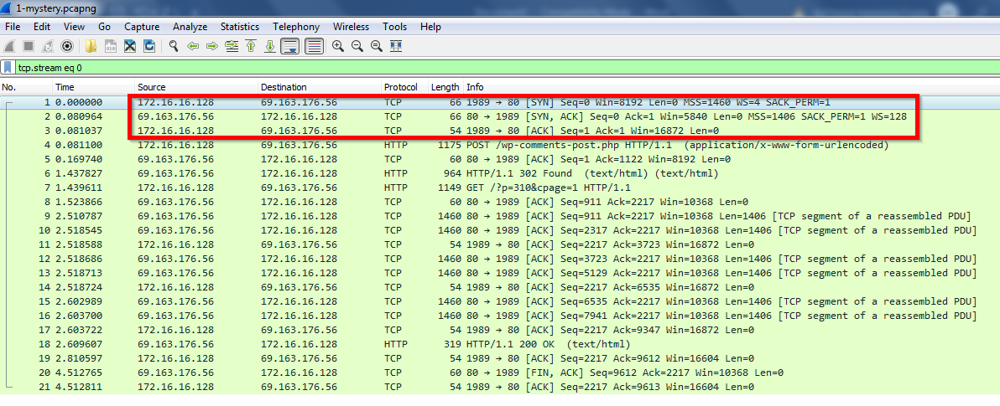 1-mystery.pcapng
File Edit View Go Capture Analyze Statistics Telephony Wireless Tools Help
tcp.stream eq 0
No. Time Source Destination Protocol Length Info
1 0.000000 172.16.16.128 69.163.176.56 TCP 66 1989 → 80 [SYN] Seq=0 Win=8192 Len=0 MSS=1460 WS=4 SACK_PERM=1
2 0.080964 69.163.176.56 172.16.16.128 TCP 66 80 → 1989 [SYN, ACK] Seq=0 Ack=1 Win=5840 Len=0 MSS=1406 SACK_PERM=1 WS=128
3 0.081037 172.16.16.128 69.163.176.56 TCP 54 1989 → 80 [ACK] Seq=1 Ack=1 Win=16872 Len=0
4 0.081100 172.16.16.128 69.163.176.56 HTTP 1175 POST /wp-comments-post.php HTTP/1.1 (application/x-www-form-urlencoded)
5 0.169740 69.163.176.56 172.16.16.128 TCP 60 80 → 1989 [ACK] Seq=1 Ack=1122 Win=8192 Len=0
6 1.437827 69.163.176.56 172.16.16.128 HTTP 964 HTTP/1.1 302 Found (text/html) (text/html)
7 1.439611 172.16.16.128 69.163.176.56 HTTP 1149 GET /?p=310&cpage=1 HTTP/1.1
8 1.523866 69.163.176.56 172.16.16.128 TCP 60 80 → 1989 [ACK] Seq=911 Ack=2217 Win=10368 Len=0
9 2.510787 69.163.176.56 172.16.16.128 TCP 1460 80 → 1989 [ACK] Seq=911 Ack=2217 Win=10368 Len=1406 [TCP segment of a reassembled PDU]
10 2.518545 69.163.176.56 172.16.16.128 TCP 1460 80 → 1989 [ACK] Seq=2317 Ack=2217 Win=10368 Len=1406 [TCP segment of a reassembled PDU]
11 2.518588 172.16.16.128 69.163.176.56 TCP 54 1989 → 80 [ACK] Seq=2217 Ack=3723 Win=16872 Len=0
12 2.518686 69.163.176.56 172.16.16.128 TCP 1460 80 → 1989 [ACK] Seq=3723 Ack=2217 Win=10368 Len=1406 [TCP segment of a reassembled PDU]
13 2.518713 69.163.176.56 172.16.16.128 TCP 1460 80 → 1989 [ACK] Seq=5129 Ack=2217 Win=10368 Len=1406 [TCP segment of a reassembled PDU]
14 2.518724 172.16.16.128 69.163.176.56 TCP 54 1989 → 80 [ACK] Seq=2217 Ack=6535 Win=16872 Len=0
15 2.602989 69.163.176.56 172.16.16.128 TCP 1460 80 → 1989 [ACK] Seq=6535 Ack=2217 Win=10368 Len=1406 [TCP segment of a reassembled PDU]
16 2.603700 69.163.176.56 172.16.16.128 TCP 1460 80 → 1989 [ACK] Seq=7941 Ack=2217 Win=10368 Len=1406 [TCP segment of a reassembled PDU]
17 2.603722 172.16.16.128 69.163.176.56 TCP 54 1989 → 80 [ACK] Seq=2217 Ack=9347 Win=16872 Len=0
18 2.609607 69.163.176.56 172.16.16.128 HTTP 319 HTTP/1.1 200 OK (text/html)
19 2.810597 172.16.16.128 69.163.176.56 TCP 54 1989 → 80 [ACK] Seq=2217 Ack=9612 Win=16604 Len=0
20 4.512765 69.163.176.56 172.16.16.128 TCP 60 80 → 1989 [FIN, ACK] Seq=9612 Ack=2217 Win=10368 Len=0
21 4.512811 172.16.16.128 69.163.176.56 TCP 54 1989 → 80 [ACK] Seq=2217 Ack=9613 Win=16604 Len=0